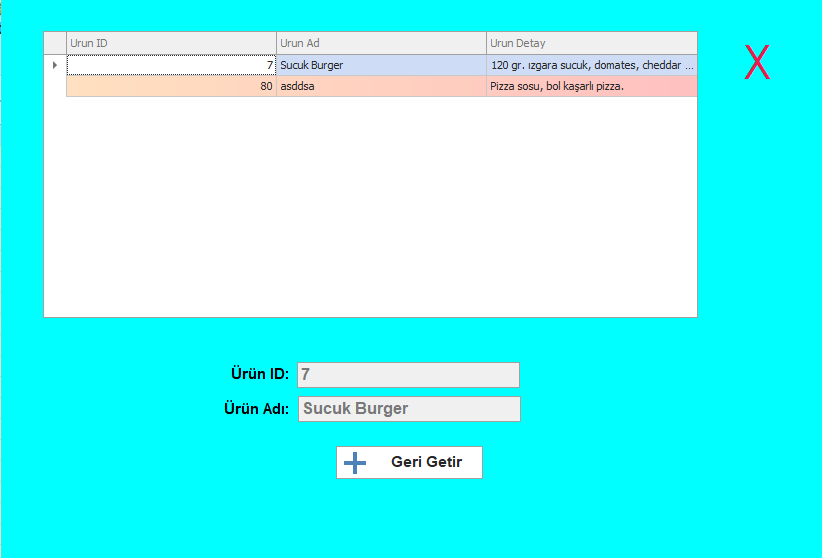 Urun ID Urun Ad Urun Detay
7 Sucuk Burger 120 gr. ızgara sucuk, domates, cheddar ...
80 asddsa Pizza sosu, bol kaşarlı pizza.
X
Ürün ID: 7
Ürün Adı: Sucuk Burger
Geri Getir